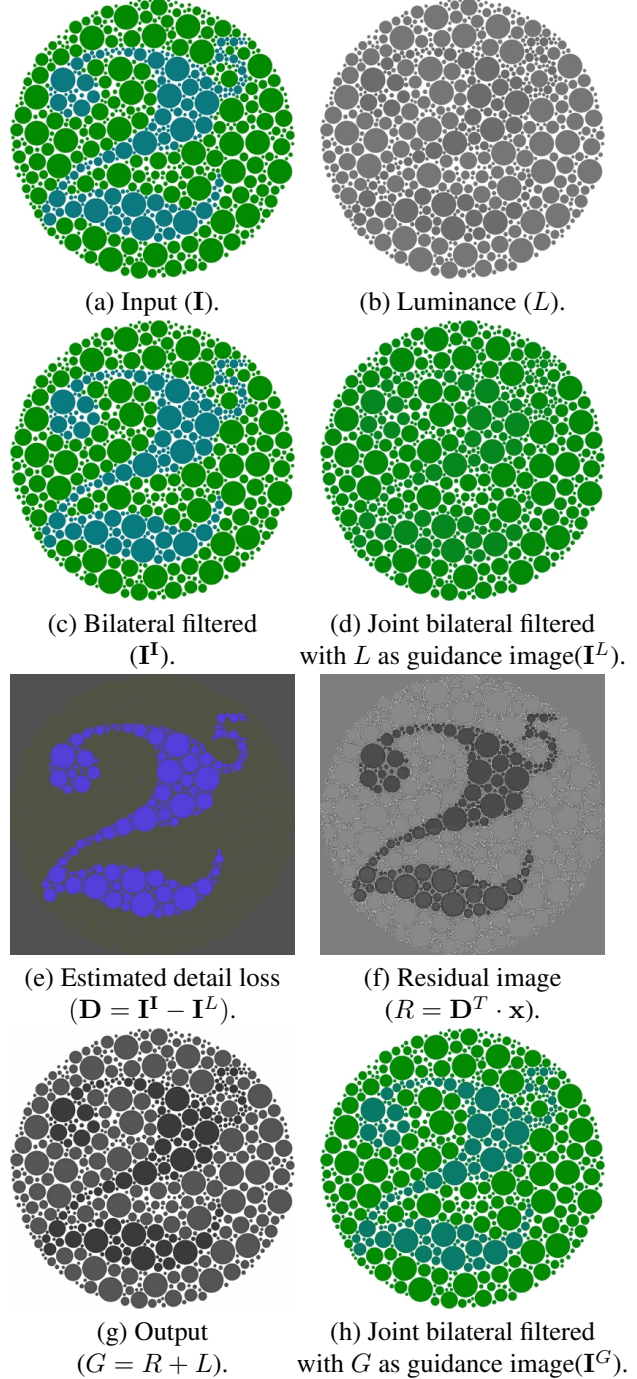 (a) Input (I).
(b) Luminance (L).
(c) Bilateral filtered
(I^I).
(d) Joint bilateral filtered
with L as guidance image(I^L).
25
(e) Estimated detail loss
(D = I^I − I^L).
(f) Residual image
(R = D^T · x).
(g) Output
(G = R + L).
(h) Joint bilateral filtered
with G as guidance image(I^G).